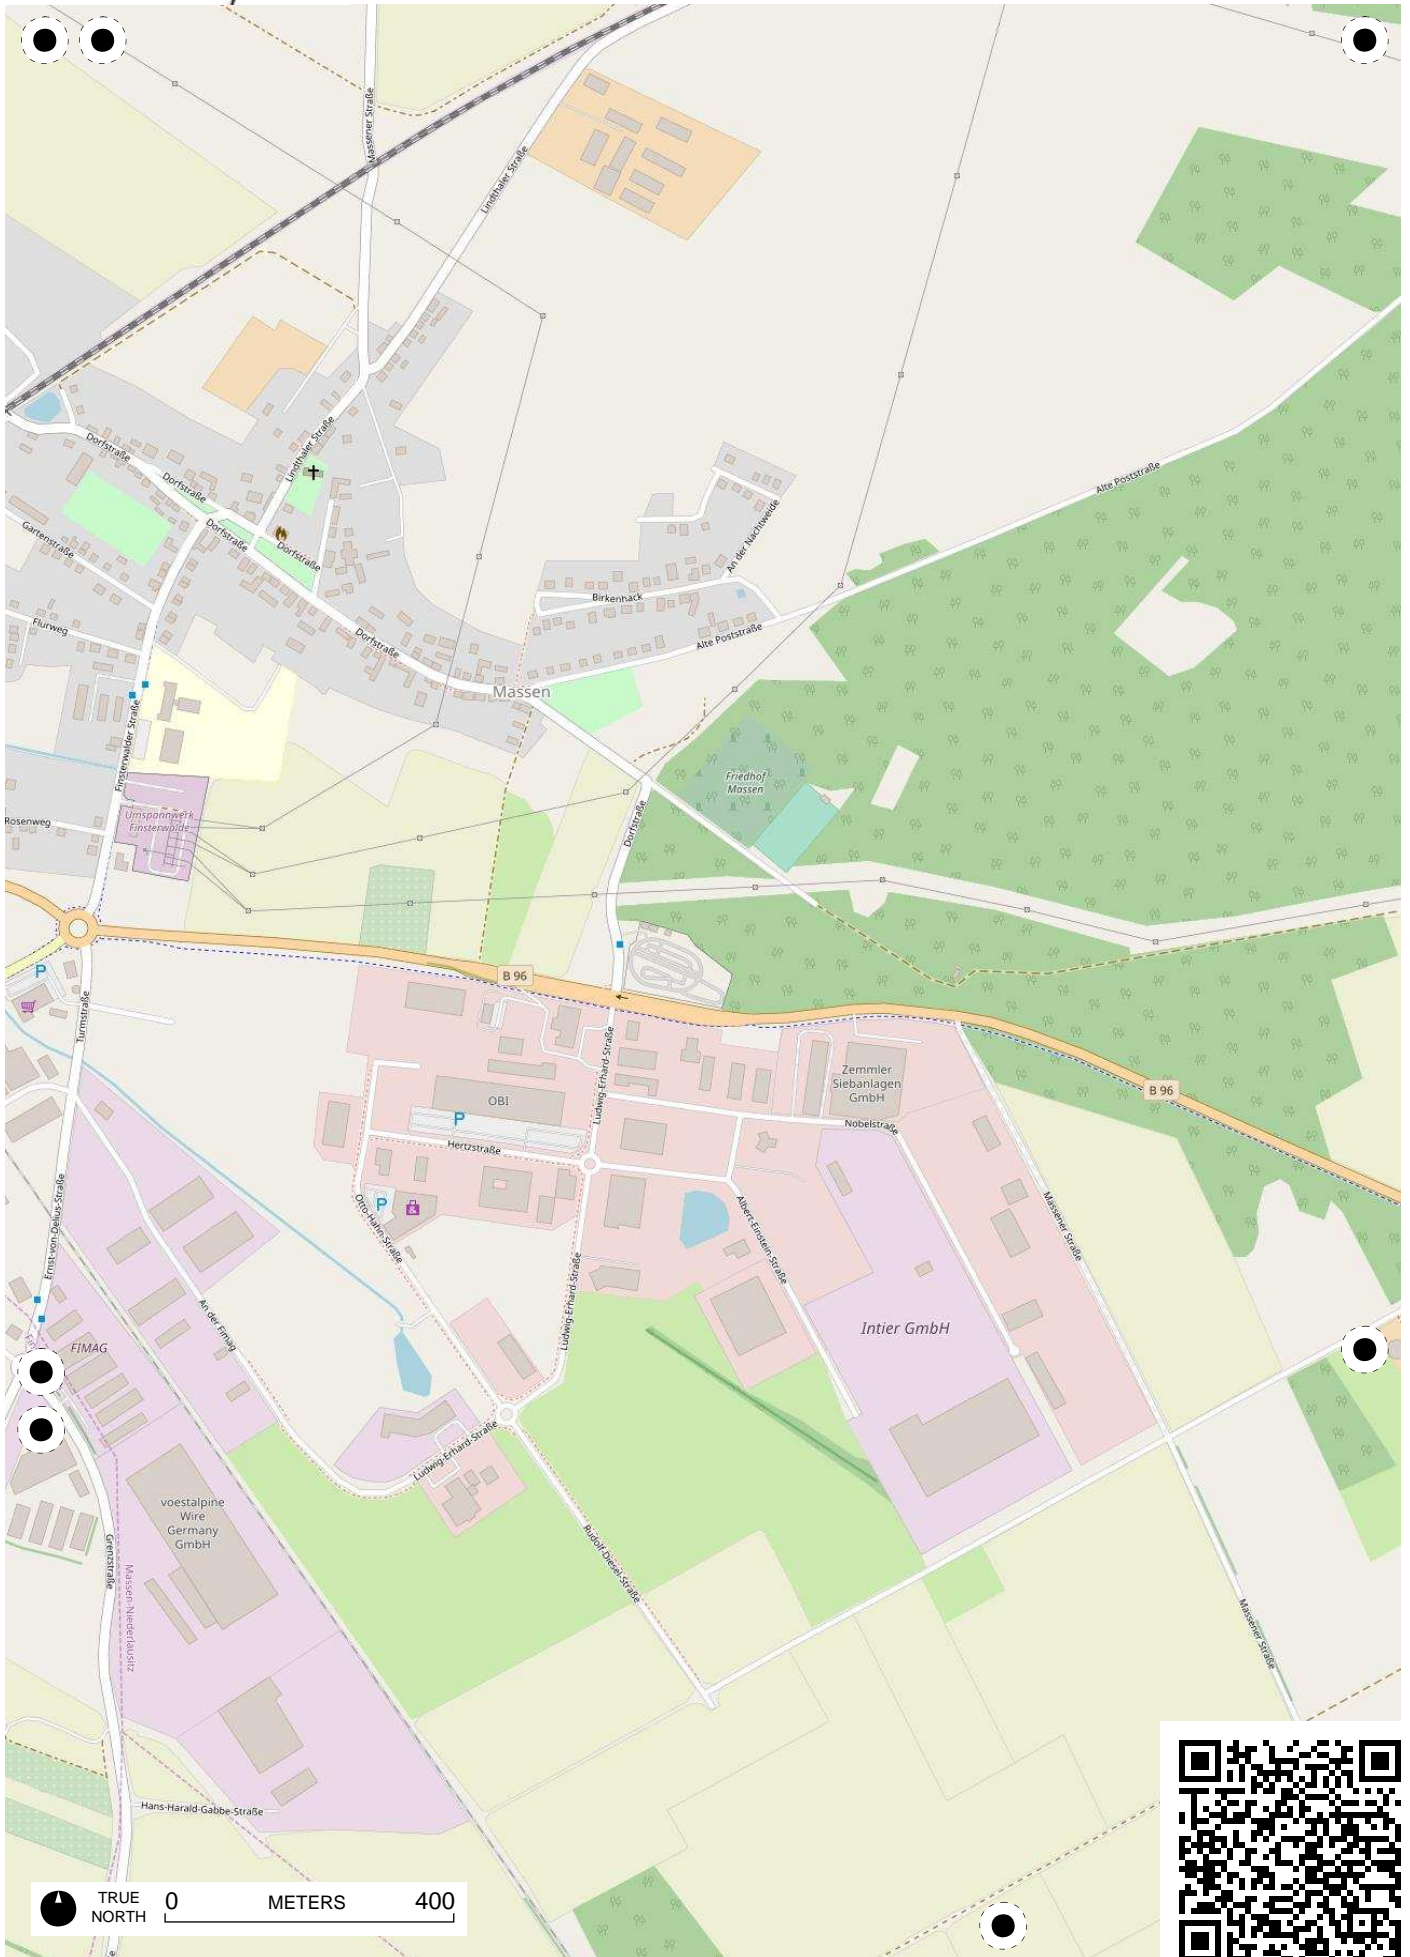 Massener Straße
Lindthaler Straße
Lindthaler Straße
Dorfstraße
Dorfstraße
Dorfstraße
Dorfstraße
Gartenstraße
Flurweg
Dorfstraße
An der Nachtweide
Birkenhack
Alte Poststraße
Alte Poststraße
Massen
Finsterwalder Straße
Umspannwerk
Finsterwalde
Rosenweg
Friedhof
Massen
Dorfstraße
B 96
P
Turmstraße
Ludwig-Erhard-Straße
OBI
P
Zemmler
Siebanlagen
GmbH
B 96
Nobelstraße
Hertzstraße
Ernst-von-Delius-Straße
Otto-Hahn-Straße
P
Albert-Einstein-Straße
Massener Straße
Ludwig-Erhard-Straße
An der Fimag
FIMAG
Intier GmbH
Ludwig-Erhard-Straße
voestalpine
Wire
Germany
GmbH
Grenzstraße
Massen-Niederlausitz
Rudolf-Diesel-Straße
Massener Straße
Hans-Harald-Gabbe-Straße
TRUE
NORTH
0 METERS 400